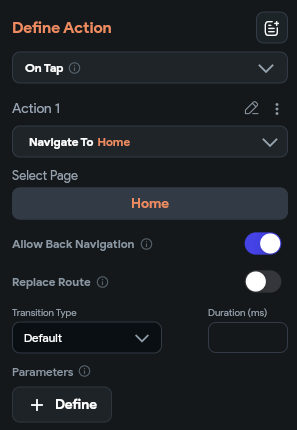 Define Action
On Tap
Action 1
Navigate To Home
Select Page
Home
Allow Back Navigation
Replace Route
Transition Type Duration (ms)
Default
Parameters
+ Define